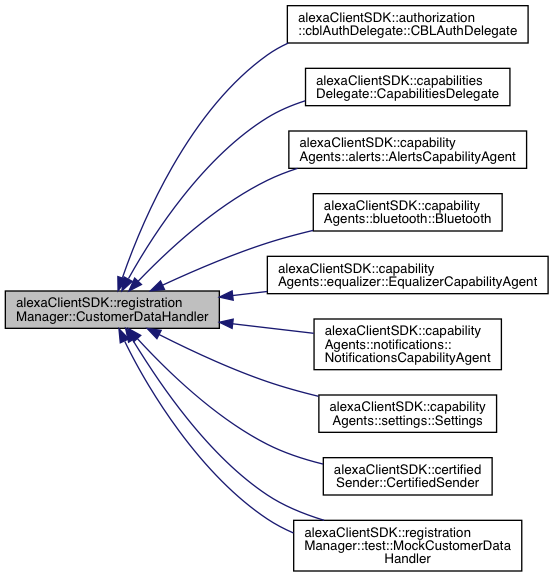 alexaClientSDK::authorization
::cblAuthDelegate::CBLAuthDelegate
alexaClientSDK::capabilities
Delegate::CapabilitiesDelegate
alexaClientSDK::capability
Agents::alerts::AlertsCapabilityAgent
alexaClientSDK::capability
Agents::bluetooth::Bluetooth
alexaClientSDK::capability
Agents::equalizer::EqualizerCapabilityAgent
alexaClientSDK::registration
Manager::CustomerDataHandler
alexaClientSDK::capability
Agents::notifications::
NotificationsCapabilityAgent
alexaClientSDK::capability
Agents::settings::Settings
alexaClientSDK::certified
Sender::CertifiedSender
alexaClientSDK::registration
Manager::test::MockCustomerData
Handler